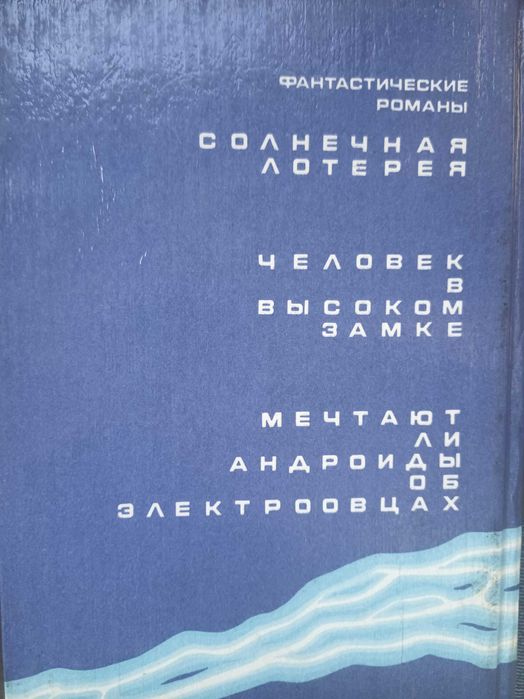 ФАНТАСТИЧЕСКИЕ
РОМАНЫ
СОЛНЕЧНАЯ
ЛОТЕРЕЯ
ЧЕЛОВЕК
В
ВЫСОКОМ
ЗАМКЕ
МЕЧТАЮТ
ЛИ
АНДРОИДЫ
ОБ
ЭЛЕКТРООВЦАХ